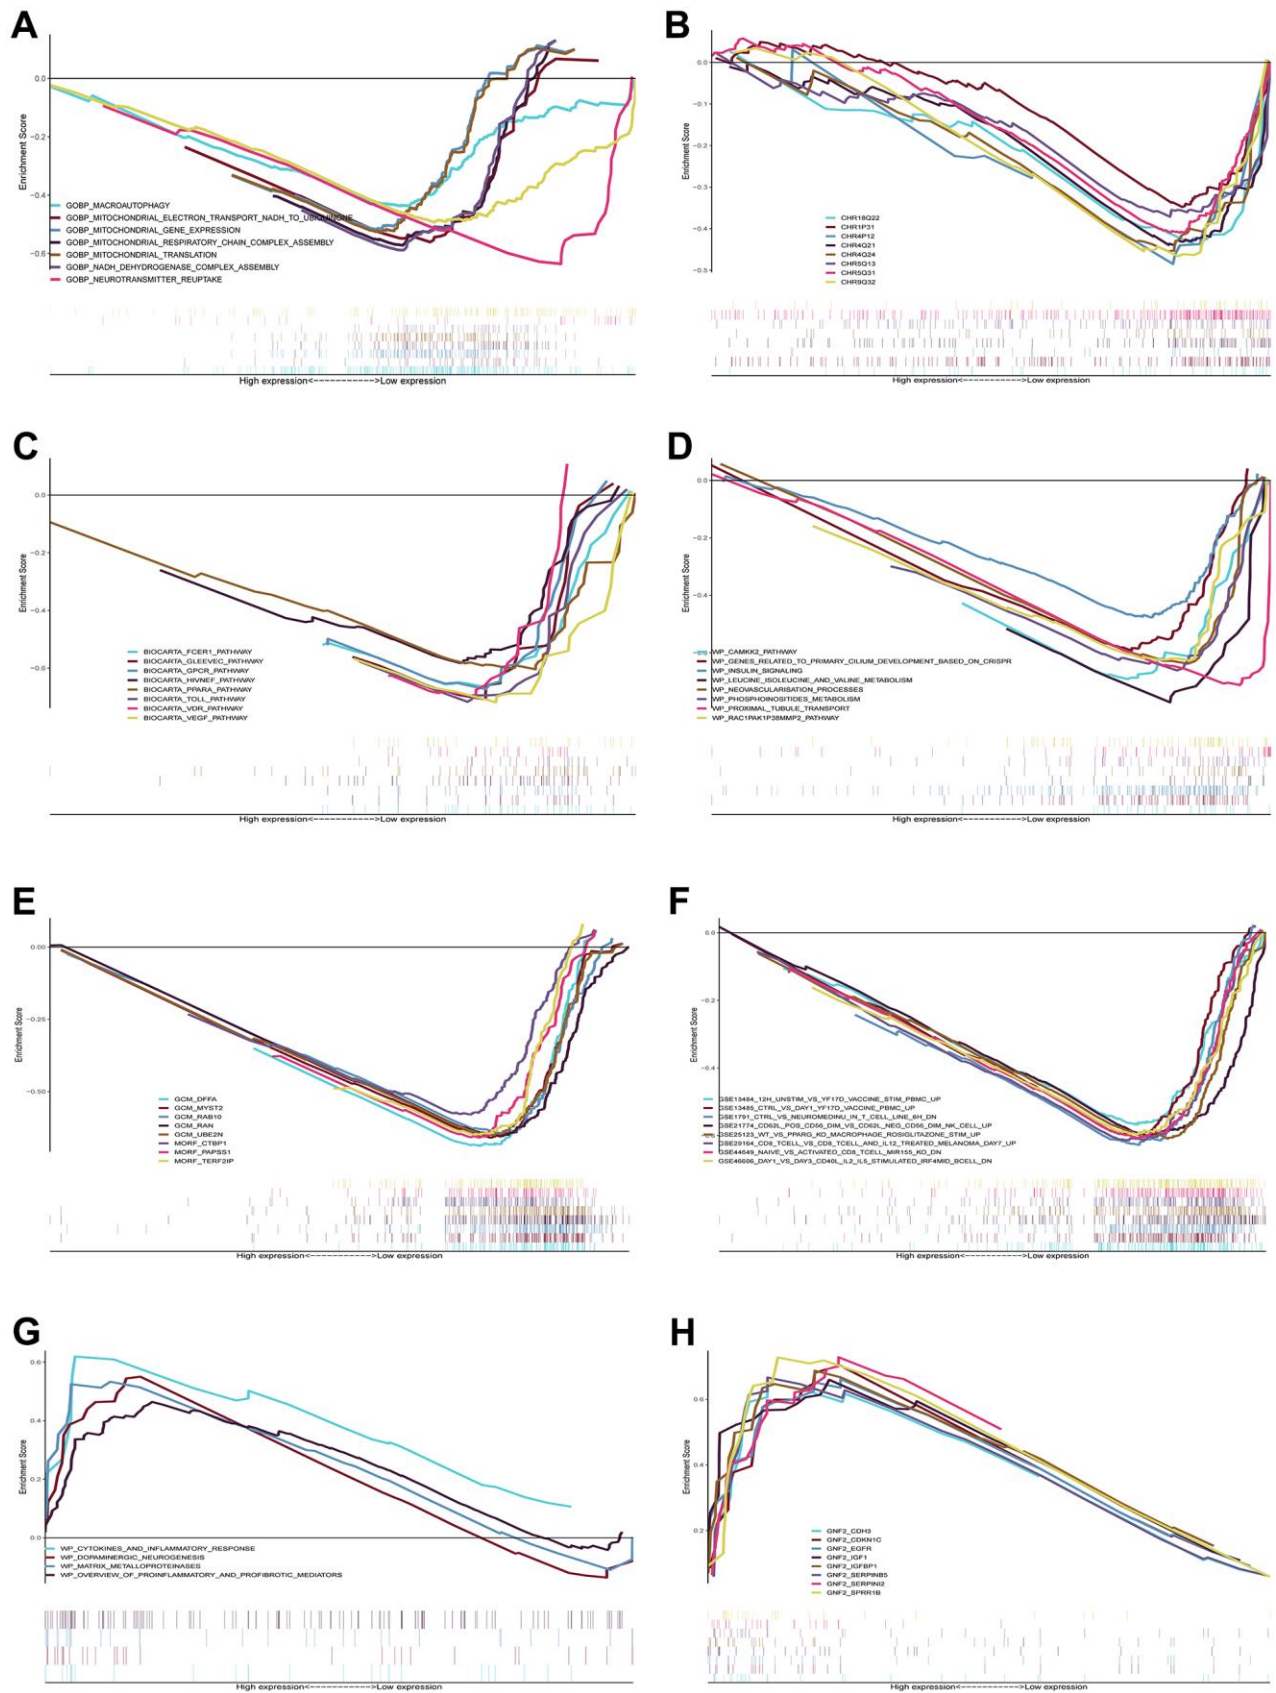 A
0.0
−0.2
−0.4
−0.6
Enrichment Score
GOBP_MACROAUTOPHAGY
GOBP_MITOCHONDRIAL_ELECTRON_TRANSPORT_NADH_TO_UBIQUINONE
GOBP_MITOCHONDRIAL_GENE_EXPRESSION
GOBP_MITOCHONDRIAL_RESPIRATORY_CHAIN_COMPLEX_ASSEMBLY
GOBP_MITOCHONDRIAL_TRANSLATION
GOBP_NADH_DEHYDROGENASE_COMPLEX_ASSEMBLY
GOBP_NEUROTRANSMITTER_REUPTAKE
High expression<------------>Low expression
B
0.0
−0.1
−0.2
−0.3
−0.4
−0.5
Enrichment Score
CHR18Q22
CHR1P31
CHR4P12
CHR4Q21
CHR4Q24
CHR5Q13
CHR5Q31
CHR9Q32
High expression<------------>Low expression
C
0.0
−0.2
−0.4
−0.6
Enrichment Score
BIOCARTA_FCER1_PATHWAY
BIOCARTA_GLEEVEC_PATHWAY
BIOCARTA_GPCR_PATHWAY
BIOCARTA_HIVNEF_PATHWAY
BIOCARTA_PPARA_PATHWAY
BIOCARTA_TOLL_PATHWAY
BIOCARTA_VDR_PATHWAY
BIOCARTA_VEGF_PATHWAY
High expression<------------>Low expression
D
0.0
−0.2
−0.4
Enrichment Score
WP_CAMKK2_PATHWAY
WP_GENES_RELATED_TO_PRIMARY_CILIUM_DEVELOPMENT_BASED_ON_CRISPR
WP_INSULIN_SIGNALING
WP_LEUCINE_ISOLEUCINE_AND_VALINE_METABOLISM
WP_NEOVASCULARISATION_PROCESSES
WP_PHOSPHOINOSITIDES_METABOLISM
WP_PROXIMAL_TUBULE_TRANSPORT
WP_RAC1PAK1P38MMP2_PATHWAY
High expression<------------>Low expression
E
0.00
−0.25
−0.50
Enrichment Score
GCM_DFFA
GCM_MYST2
GCM_RAB10
GCM_RAN
GCM_UBE2N
MORF_CTBP1
MORF_PAPSS1
MORF_TERF2IP
High expression<------------>Low expression
F
0.0
−0.2
−0.4
Enrichment Score
GSE13484_12H_UNSTIM_VS_YF17D_VACCINE_STIM_PBMC_UP
GSE13485_CTRL_VS_DAY1_YF17D_VACCINE_PBMC_UP
GSE1791_CTRL_VS_NEUROMEDINU_IN_T_CELL_LINE_6H_DN
GSE21774_CD62L_POS_CD56_DIM_VS_CD62L_NEG_CD56_DIM_NK_CELL_UP
GSE25123_WT_VS_PPARG_KO_MACROPHAGE_ROSIGLITAZONE_STIM_UP
GSE29164_CD8_TCELL_VS_CD8_TCELL_AND_IL12_TREATED_MELANOMA_DAY7_UP
GSE44649_NAIVE_VS_ACTIVATED_CD8_TCELL_MIR155_KO_DN
GSE46606_DAY1_VS_DAY3_CD40L_IL2_IL5_STIMULATED_IRF4MID_BCELL_DN
High expression<------------>Low expression
G
0.6
0.4
0.2
0.0
Enrichment Score
WP_CYTOKINES_AND_INFLAMMATORY_RESPONSE
WP_DOPAMINERGIC_NEUROGENESIS
WP_MATRIX_METALLOPROTEINASES
WP_OVERVIEW_OF_PROINFLAMMATORY_AND_PROFIBROTIC_MEDIATORS
High expression<------------>Low expression
H
0.6
0.4
0.2
Enrichment Score
GNF2_CDH3
GNF2_CDKN1C
GNF2_EGFR
GNF2_IGF1
GNF2_IGFBP1
GNF2_SERPINB5
GNF2_SERPINI2
GNF2_SPRR1B
High expression<------------>Low expression